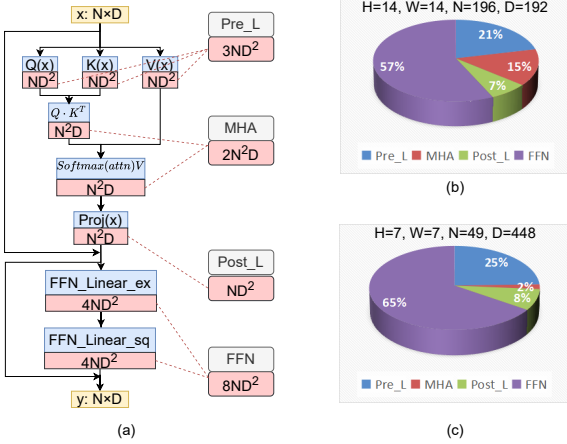 x: N×D
Q(x)
ND²
K(x)
ND²
V(x)
ND²
Q · Kᵀ
N²D
Softmax(attn)V
N²D
Proj(x)
N²D
FFN_Linear_ex
4ND²
FFN_Linear_sq
4ND²
y: N×D
Pre_L
3ND²
MHA
2N²D
Post_L
ND²
FFN
8ND²
(a)
H=14, W=14, N=196, D=192
21%
15%
7%
57%
Pre_L MHA Post_L FFN
(b)
H=7, W=7, N=49, D=448
25%
2%
8%
65%
Pre_L MHA Post_L FFN
(c)